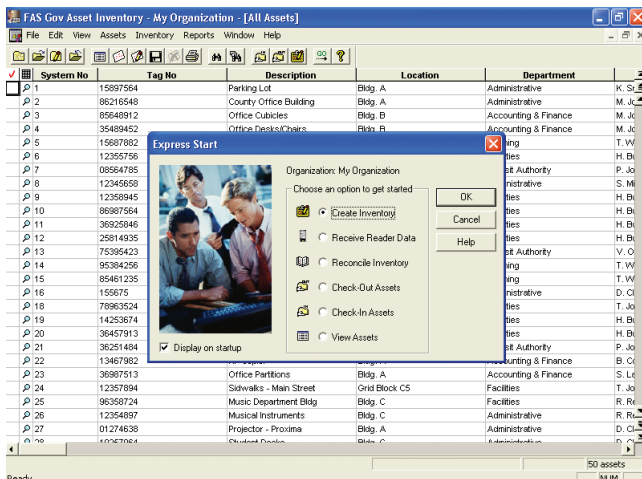 FAS Gov Asset Inventory - My Organization - [All Assets]
File Edit View Assets Inventory Reports Window Help
System No Tag No Description Location Department
1 15897564 Parking Lot Bldg. A Administrative
2 86216548 County Office Building Bldg. A Administrative
3 85648912 Office Cubicles Bldg. B Accounting & Finance
4 35489452 Office Desks/Chairs Bldg. B Accounting & Finance
5 15687882
6 12355756
7 08564785
8 12345658
9 12358945
10 86987564
11 36925846
12 25814935
13 75395423
14 95384256
15 85461235
16 155675
18 78963524
19 14253674
20 36457913
21 36251484
22 13467982
23 36987513 Office Partitions Bldg. A Accounting & Finance
24 12357894 Sidwalks - Main Street Grid Block C5 Facilities
25 96358724 Music Department Bldg Bldg. C Facilities
26 12354897 Musical Instruments Bldg. C Administrative
27 01274638 Projector - Proxima Bldg. A Administrative
Express Start
Organization: My Organization
Choose an option to get started
Create Inventory
Receive Reader Data
Reconcile Inventory
Check-Out Assets
Check-In Assets
View Assets
OK
Cancel
Help
Display on startup
50 assets
Ready NUM